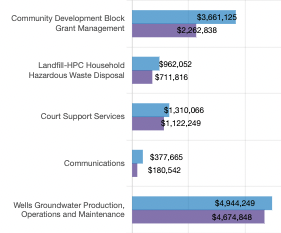 Community Development Block
Grant Management
$3,661,125
$2,262,838
Landfill-HPC Household
Hazardous Waste Disposal
$962,052
$711,816
Court Support Services
$1,310,066
$1,122,249
Communications
$377,665
$180,542
Wells Groundwater Production,
Operations and Maintenance
$4,944,249
$4,674,848